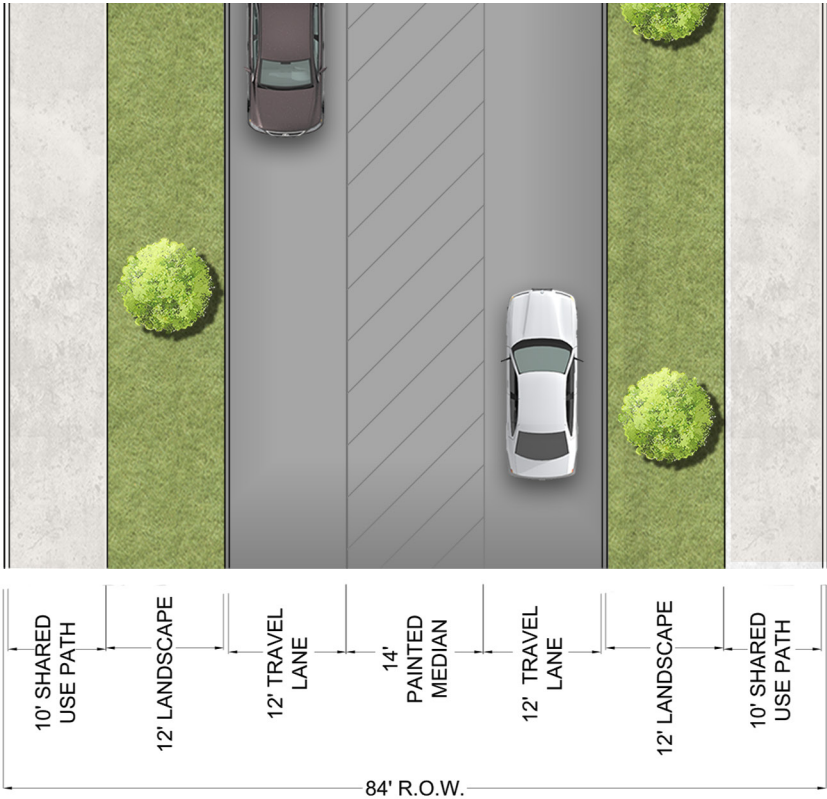 10' SHARED
USE PATH
12' LANDSCAPE
12' TRAVEL
LANE
14'
PAINTED
MEDIAN
12' TRAVEL
LANE
12' LANDSCAPE
10' SHARED
USE PATH
84' R.O.W.